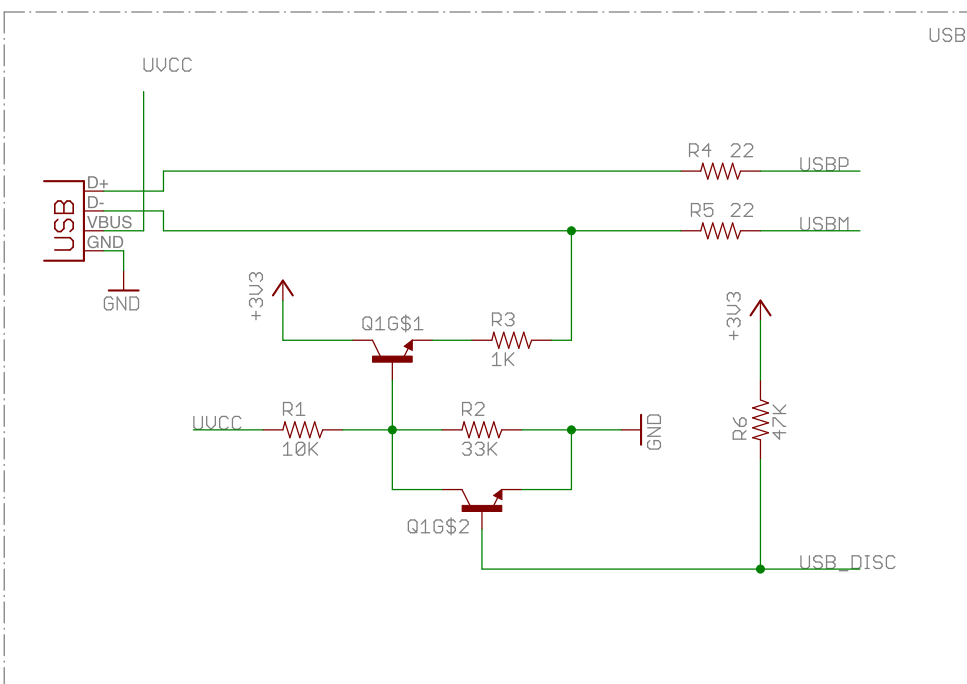 USB
UVCC
D+
D-
VBUS
GND
USB
GND
R4 22
USBP
R5 22
USBM
+3V3
Q1G$1
R3
1K
+3V3
UVCC
R1
10K
R2
33K
GND
R6
47K
Q1G$2
USB_DISC